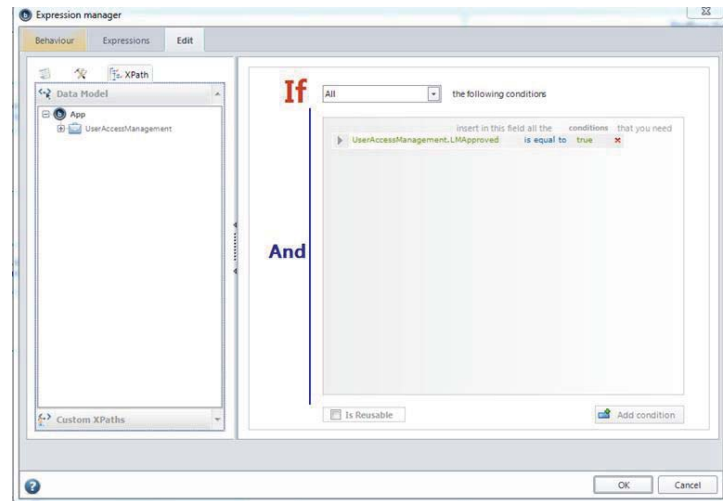 Expression manager
Behaviour Expressions Edit
XPath
Data Model
App
UserAccessManagement
Custom XPaths
If All the following conditions
insert in this field all the conditions that you need
UserAccessManagement.LMApproved is equal to true
And
Is Reusable Add condition
OK Cancel